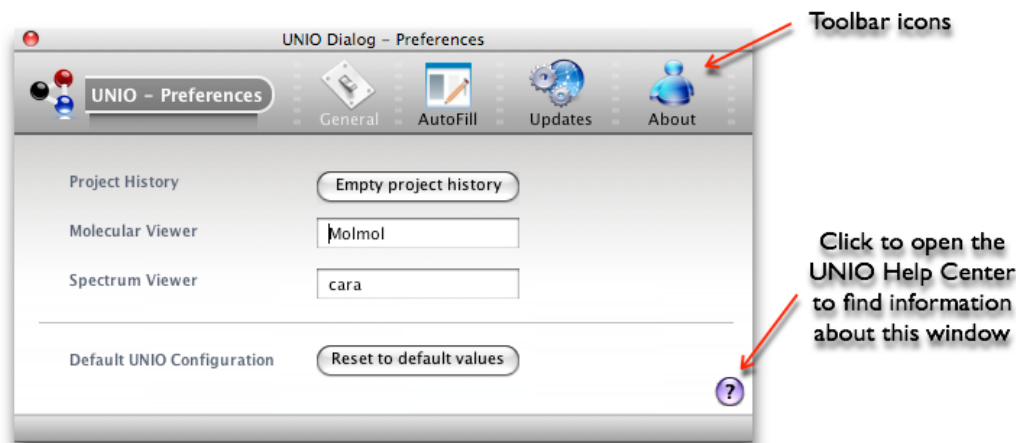 Toolbar icons
UNIO Dialog – Preferences
UNIO – Preferences
General
AutoFill
Updates
About
Project History
Empty project history
Molecular Viewer
Molmol
Spectrum Viewer
cara
Default UNIO Configuration
Reset to default values
?
Click to open the
UNIO Help Center
to find information
about this window